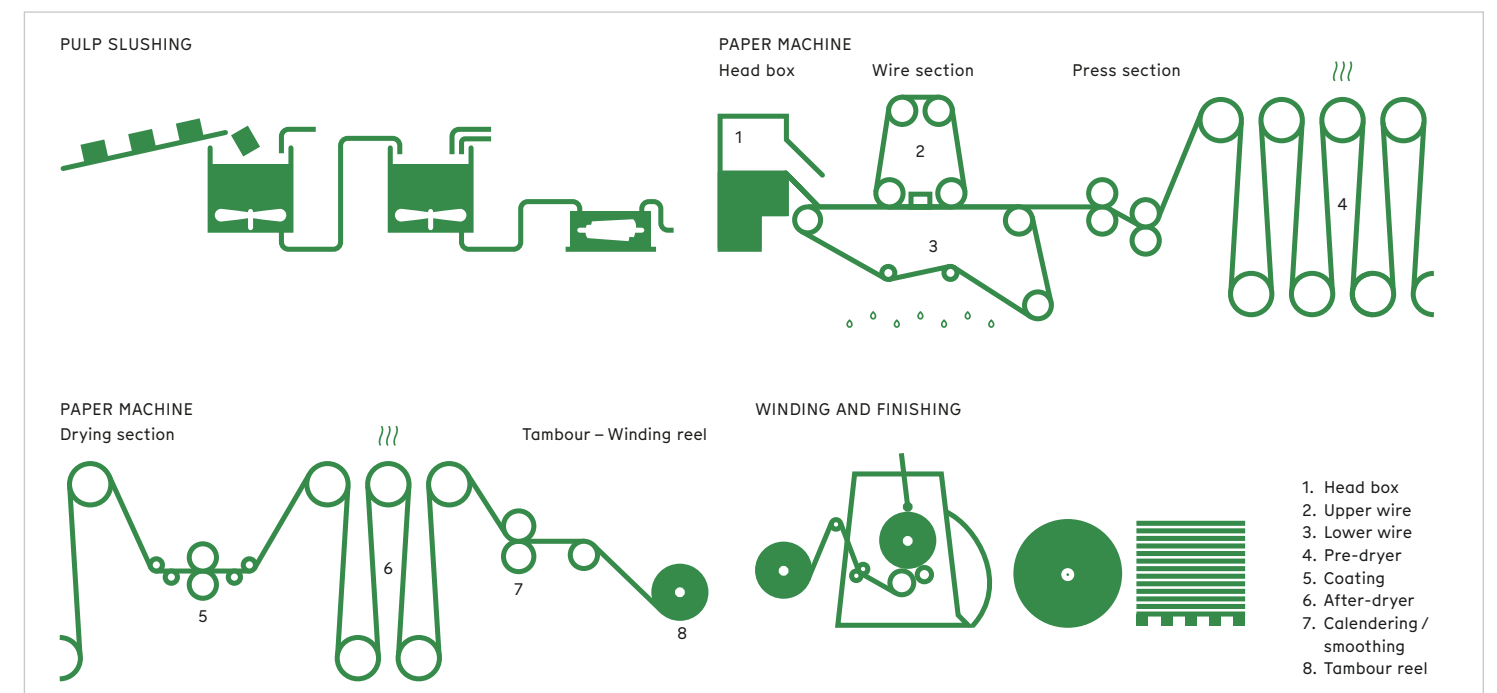 PULP SLUSHING
PAPER MACHINE
Head box
Wire section
Press section
1
2
3
4
PAPER MACHINE
Drying section
Tambour – Winding reel
5
6
7
8
WINDING AND FINISHING
1. Head box
2. Upper wire
3. Lower wire
4. Pre-dryer
5. Coating
6. After-dryer
7. Calendering /
smoothing
8. Tambour reel